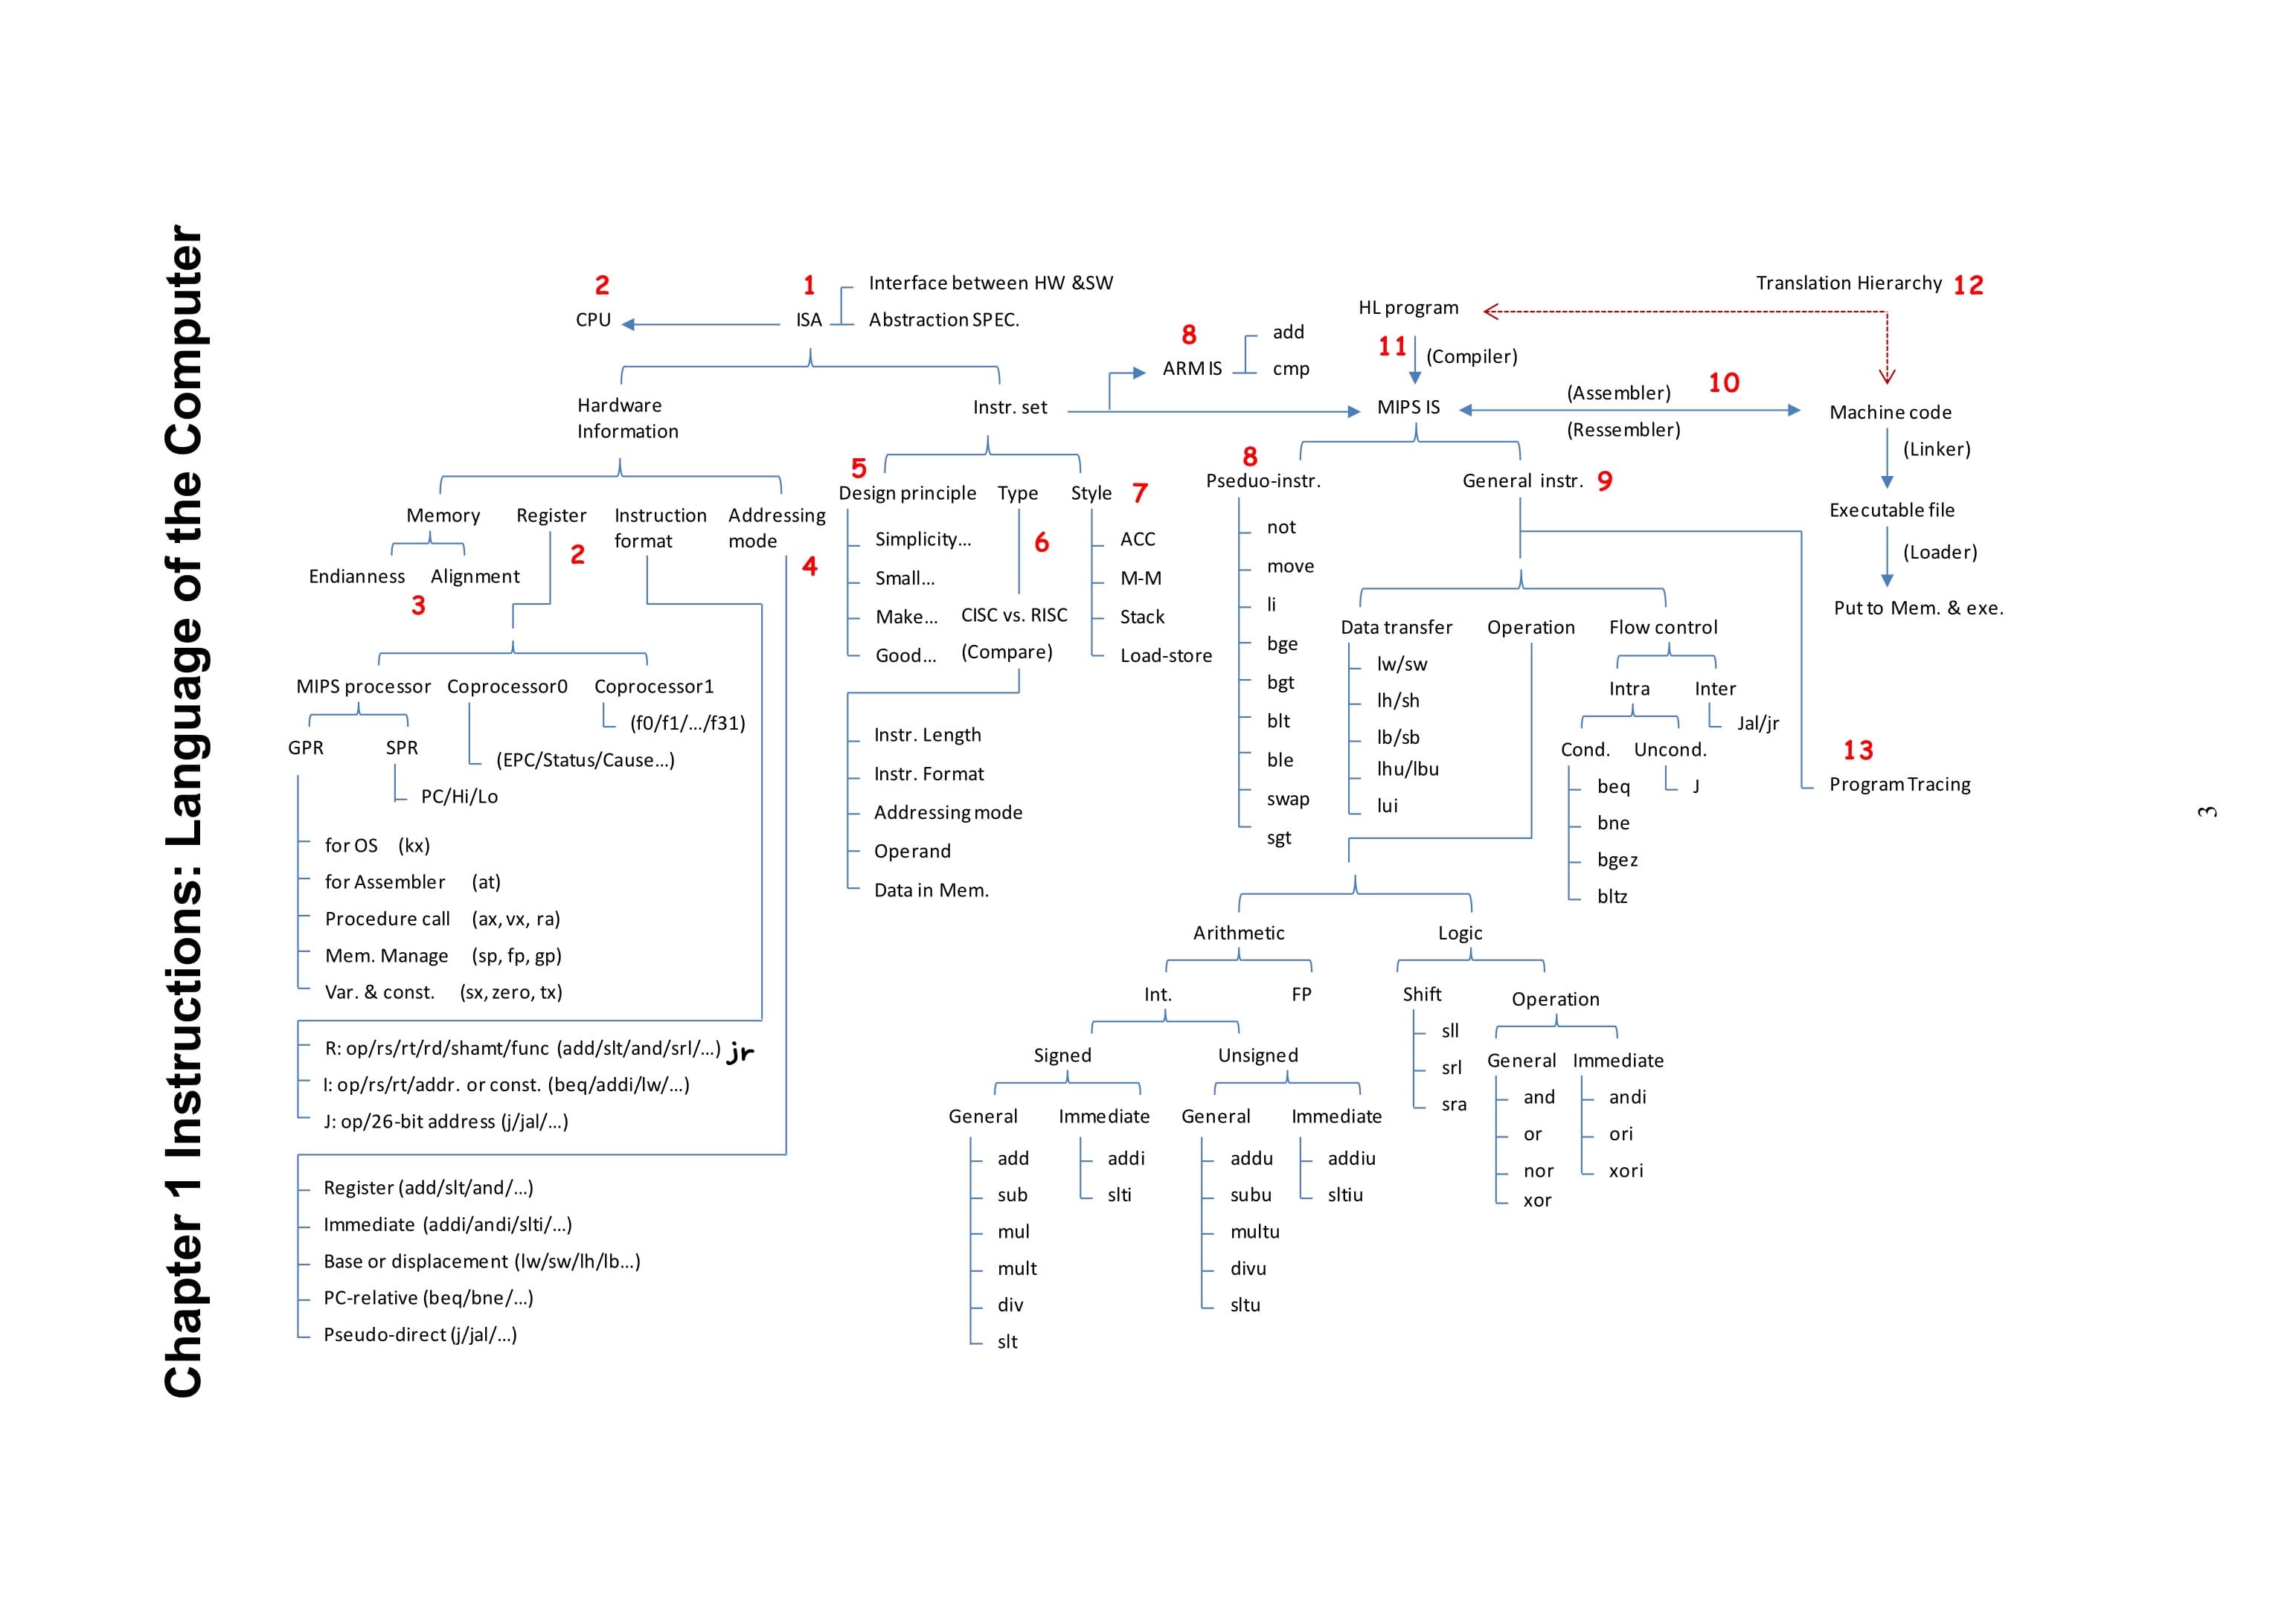 Chapter 1 Instructions: Language of the Computer
2
1
Interface between HW &SW
CPU
ISA
Abstraction SPEC.
Hardware
Information
Instr. set
8
ARM IS
add
cmp
HL program
11
(Compiler)
MIPS IS
Translation Hierarchy 12
(Assembler)
10
(Ressembler)
Machine code
(Linker)
Executable file
(Loader)
Put to Mem. & exe.
Memory
Register
Instruction
format
Addressing
mode
2
4
Endianness
Alignment
3
MIPS processor
Coprocessor0
Coprocessor1
(f0/f1/.../f31)
GPR
SPR
(EPC/Status/Cause...)
PC/Hi/Lo
for OS (kx)
for Assembler (at)
Procedure call (ax, vx, ra)
Mem. Manage (sp, fp, gp)
Var. & const. (sx, zero, tx)
R: op/rs/rt/rd/shamt/func (add/slt/and/srl/...) jr
I: op/rs/rt/addr. or const. (beq/addi/lw/...)
J: op/26-bit address (j/jal/...)
Register (add/slt/and/...)
Immediate (addi/andi/slti/...)
Base or displacement (lw/sw/lh/lb...)
PC-relative (beq/bne/...)
Pseudo-direct (j/jal/...)
5
Design principle
Simplicity...
Small...
Make...
Good...
Type
6
CISC vs. RISC
(Compare)
Instr. Length
Instr. Format
Addressing mode
Operand
Data in Mem.
Style 7
ACC
M-M
Stack
Load-store
8
Pseduo-instr.
not
move
li
bge
bgt
blt
ble
swap
sgt
General instr. 9
Data transfer
lw/sw
lh/sh
lb/sb
lhu/lbu
lui
Operation
Flow control
Intra
Inter
Jal/jr
Cond.
Uncond.
beq
bne
bgez
bltz
J
13
Program Tracing
Arithmetic
Logic
Int.
FP
Signed
Unsigned
General
add
sub
mul
mult
div
slt
Immediate
addi
slti
General
addu
subu
multu
divu
sltu
Immediate
addiu
sltiu
Shift
sll
srl
sra
Operation
General
and
or
nor
xor
Immediate
andi
ori
xori
3